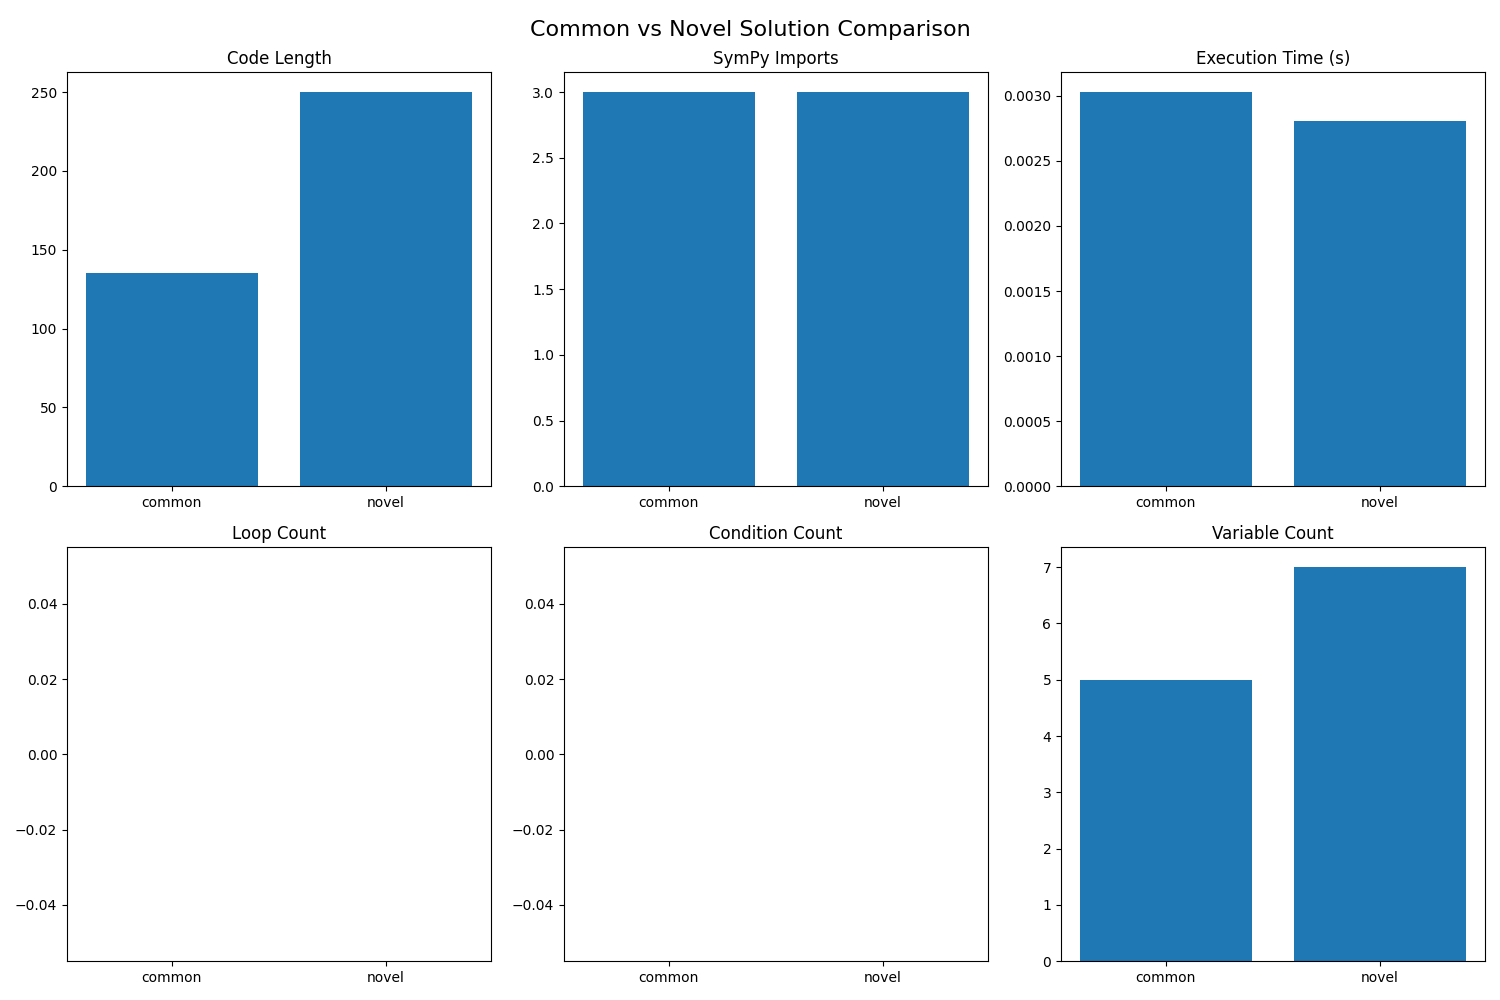 Common vs Novel Solution Comparison
Code Length
250
200
150
100
50
0
common novel
SymPy Imports
3.0
2.5
2.0
1.5
1.0
0.5
0.0
common novel
Execution Time (s)
0.0030
0.0025
0.0020
0.0015
0.0010
0.0005
0.0000
common novel
Loop Count
0.04
0.02
0.00
−0.02
−0.04
common novel
Condition Count
0.04
0.02
0.00
−0.02
−0.04
common novel
Variable Count
7
6
5
4
3
2
1
0
common novel